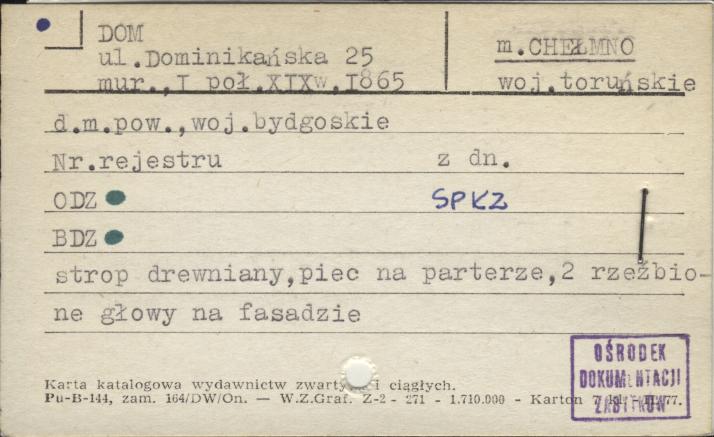 DOM
ul.Dominikańska 25
mur.,I poł.XIXw,1865
m.CHEŁMNO
woj.toruńskie
d.m.pow.,woj.bydgoskie
Nr.rejestru z dn.
ODZ SPKZ
BDZ
strop drewniany,piec na parterze,2 rzeźbio-
ne głowy na fasadzie
Karta katalogowa wydawnictw zwartych i ciągłych.
Pu-B-144, zam. 164/DW/On. — W.Z.Graf. Z-2 - 271 - 1.710.000 - Karton 7 kl.
OŚRODEK
DOKUMENTACJI
ZABYTKÓW